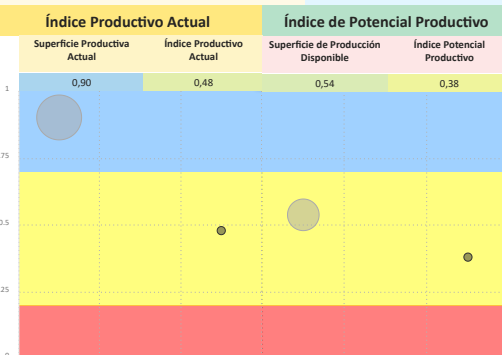 Índice Productivo Actual
Índice de Potencial Productivo
Superficie Productiva
Actual
Índice Productivo
Actual
Superficie de Producción
Disponible
Índice Potencial
Productivo
0,90
0,48
0,54
0,38
1
.75
0.5
.25
0